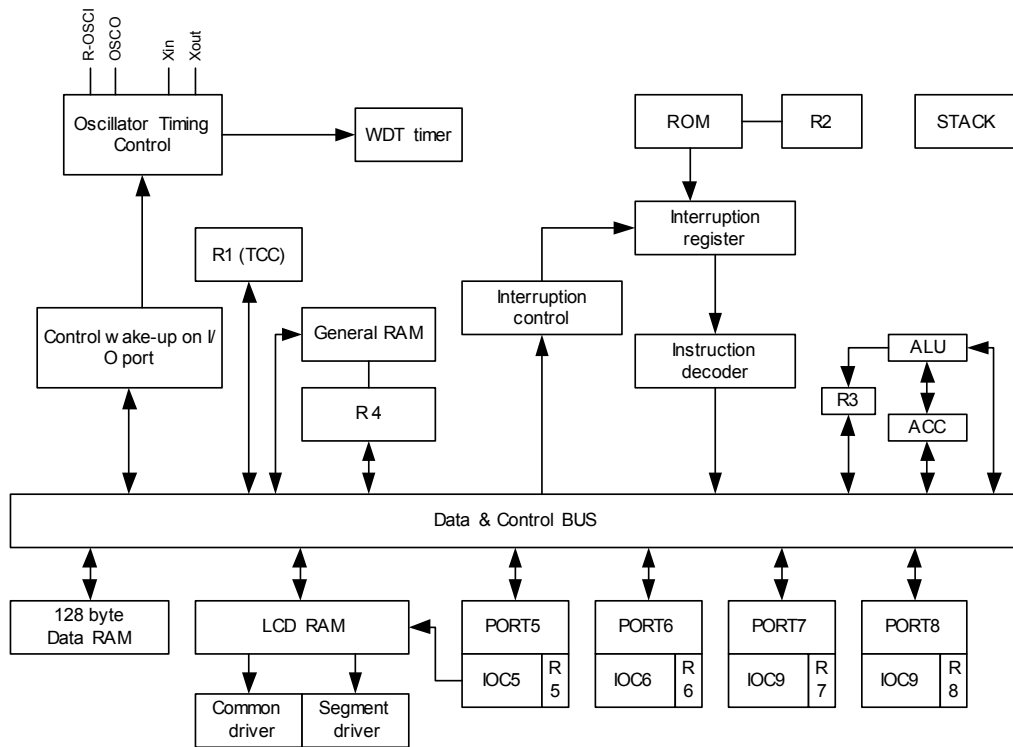 R-OSCI
OSCO
Xin
Xout
Oscillator Timing
Control
WDT timer
ROM
R2
STACK
Interruption
register
R1 (TCC)
Interruption
control
Control wake-up on I/
O port
General RAM
Instruction
decoder
ALU
R3
R4
ACC
Data & Control BUS
128 byte
Data RAM
LCD RAM
PORT5
PORT6
PORT7
PORT8
IOC5
R
5
IOC6
R
6
IOC9
R
7
IOC9
R
8
Common
driver
Segment
driver